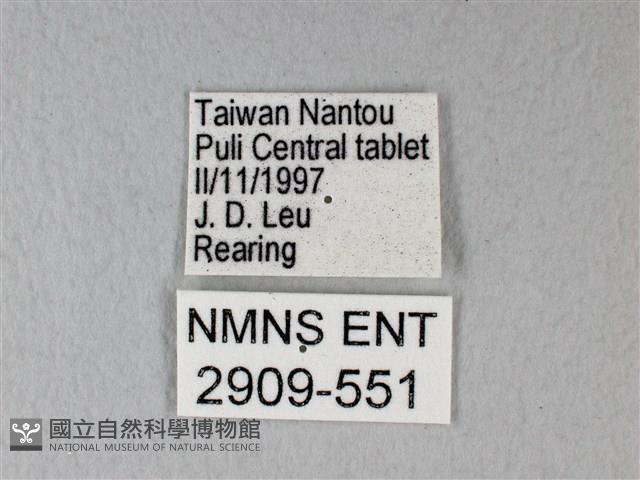 Taiwan Nantou
Puli Central tablet
II/11/1997
J. D. Leu
Rearing
NMNS ENT
2909-551
國立自然科學博物館
NATIONAL MUSEUM OF NATURAL SCIENCE